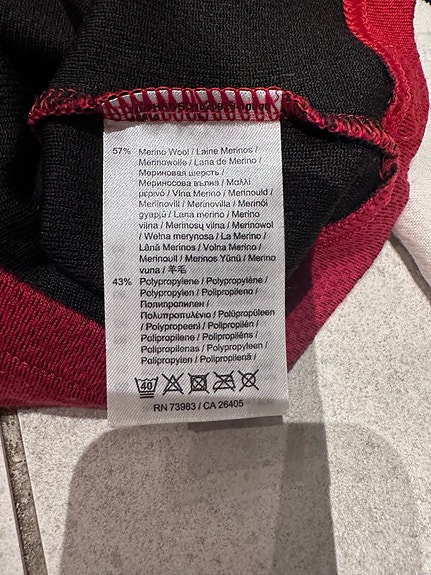 57% Merino Wool / Laine Merinos /
Merinowolle / Lana de Merino /
Мериновая шерсть /
Мериносова вълна / Μαλλί
μερινό / Vilna Merino / Merinould /
Merinovill / Merinovilla / Merinói
gyapjú / Lana merino / Merino
vilna / Merinosų vilna / Merinowol
/ Wełna merynosa / La Merino /
Lână Merinos / Volna Merino /
Merinoull / Merinos Yünü / Merino
vuna / 羊毛
43% Polypropylene / Polypropylène /
Polypropylen / Polipropileno /
Полипропилен /
Πολυπροπυλένιο / Polüpropüleen
/ Polypropeeni / Polipropilén /
Polipropilene / Polipropilēns /
Polipropilenas / Polypropyleen /
Polipropylen / Polipropilenă /
40
RN 73983 / CA 26405